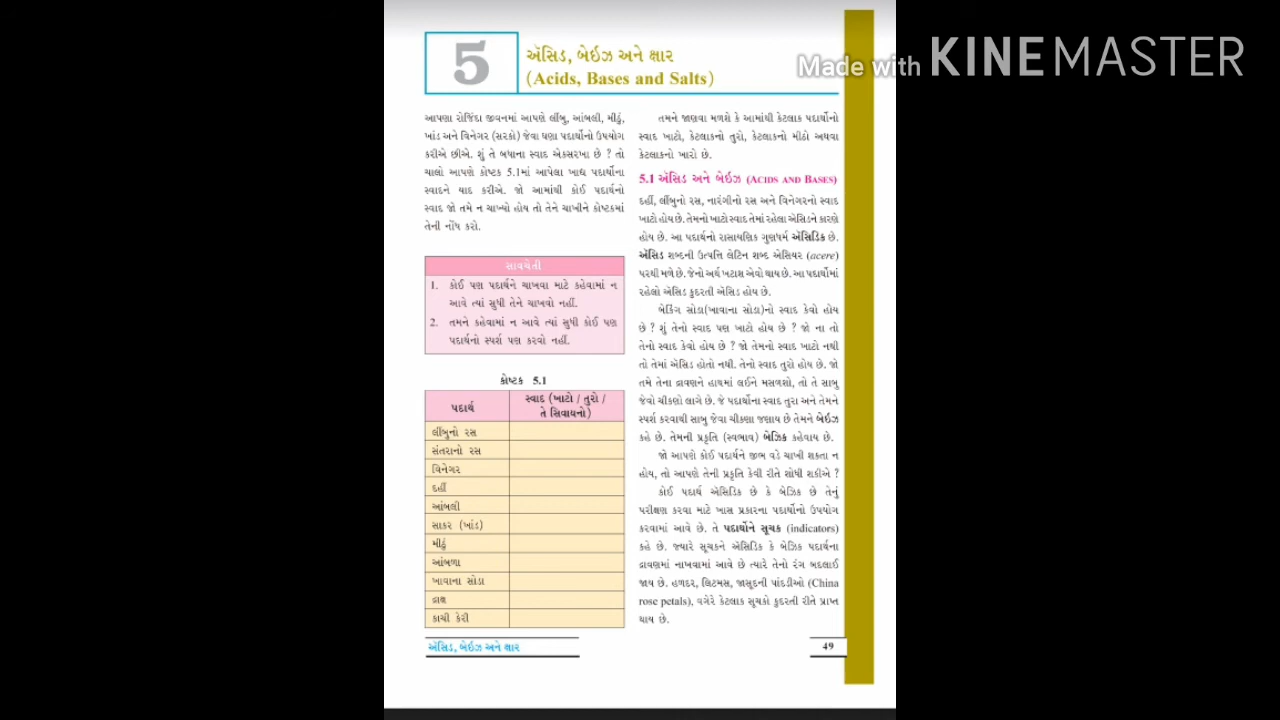 Made with KINEMASTER
5
ઍસિડ, બેઇઝ અને ક્ષાર
(Acids, Bases and Salts)
આપણા રોજિંદા જીવનમાં આપણે લીંબુ, આંબલી, મીઠું,
ખાંડ અને વિનેગર (સરકો) જેવા ઘણા પદાર્થોનો ઉપયોગ
કરીએ છીએ. શું તે બધાના સ્વાદ એકસરખા છે ? તો
ચાલો આપણે કોષ્ટક 5.1માં આપેલા ખાદ્ય પદાર્થોના
સ્વાદને યાદ કરીએ. જો આમાંથી કોઈ પદાર્થનો
સ્વાદ જો તમે ન ચાખ્યો હોય તો તેને ચાખીને કોષ્ટકમાં
તેની નોંધ કરો.
સાવચેતી
1. કોઈ પણ પદાર્થને ચાખવા માટે કહેવામાં ન
આવે ત્યાં સુધી તેને ચાખવો નહીં.
2. તમને કહેવામાં ન આવે ત્યાં સુધી કોઈ પણ
પદાર્થનો સ્પર્શ પણ કરવો નહીં.
કોષ્ટક 5.1
પદાર્થ
સ્વાદ (ખાટો / તુરો /
તે સિવાયનો)
લીંબુનો રસ
સંતરાનો રસ
વિનેગર
દહીં
આંબલી
સાકર (ખાંડ)
મીઠું
આંબળા
ખાવાના સોડા
દ્રાક્ષ
કાચી કેરી
તમને જાણવા મળશે કે આમાંથી કેટલાક પદાર્થોનો
સ્વાદ ખાટો, કેટલાકનો તુરો, કેટલાકનો મીઠો અથવા
કેટલાકનો ખારો છે.
5.1 ઍસિડ અને બેઇઝ (ACIDS AND BASES)
દહીં, લીંબુનો રસ, નારંગીનો રસ અને વિનેગરનો સ્વાદ
ખાટો હોય છે. તેમનો ખાટો સ્વાદ તેમાં રહેલા ઍસિડને કારણે
હોય છે. આ પદાર્થનો રાસાયણિક ગુણધર્મ ઍસિડિક છે.
ઍસિડ શબ્દની ઉત્પત્તિ લેટિન શબ્દ એસિયર (acere)
પરથી મળે છે. જેનો અર્થ ખટાશ એવો થાય છે. આ પદાર્થોમાં
રહેલો ઍસિડ કુદરતી ઍસિડ હોય છે.
બેકિંગ સોડા(ખાવાના સોડા)નો સ્વાદ કેવો હોય
છે ? શું તેનો સ્વાદ પણ ખાટો હોય છે ? જો ના તો
તેનો સ્વાદ કેવો હોય છે ? જો તેમનો સ્વાદ ખાટો નથી
તો તેમાં ઍસિડ હોતો નથી. તેનો સ્વાદ તુરો હોય છે. જો
તમે તેના દ્રાવણને હાથમાં લઈને મસળશો, તો તે સાબુ
જેવો ચીકણો લાગે છે. જે પદાર્થોના સ્વાદ તુરા અને તેમને
સ્પર્શ કરવાથી સાબુ જેવા ચીકણા જણાય છે તેમને બેઇઝ
કહે છે. તેમની પ્રકૃતિ (સ્વભાવ) બેઝિક કહેવાય છે.
જો આપણે કોઈ પદાર્થને જીભ વડે ચાખી શકતા ન
હોય, તો આપણે તેની પ્રકૃતિ કેવી રીતે શોધી શકીએ ?
કોઈ પદાર્થ ઍસિડિક છે કે બેઝિક છે તેનું
પરીક્ષણ કરવા માટે ખાસ પ્રકારના પદાર્થોનો ઉપયોગ
કરવામાં આવે છે. તે પદાર્થોને સૂચક (indicators)
કહે છે. જ્યારે સૂચકને ઍસિડિક કે બેઝિક પદાર્થના
દ્રાવણમાં નાખવામાં આવે છે ત્યારે તેનો રંગ બદલાઈ
જાય છે. હળદર, લિટમસ, જાસૂદની પાંદડીઓ (China
rose petals), વગેરે કેટલાક સુચકો કુદરતી રીતે પ્રાપ્ત
થાય છે.
ઍસિડ, બેઇઝ અને ક્ષાર
49